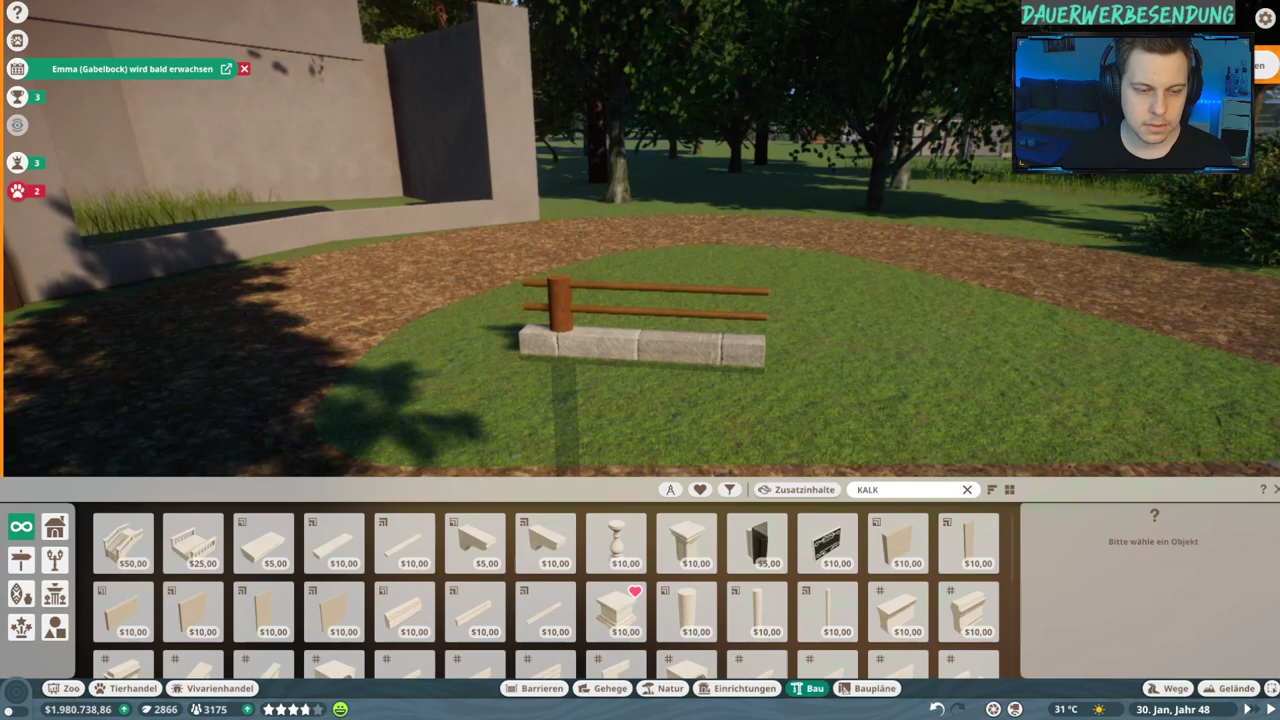 DAUERWERBESENDUNG
?
Emma (Gabelbock) wird bald erwachsen
en
3
3
2
Zusatzinhalte
KALK
?
?
Bitte wähle ein Objekt
$50,00 $25,00 $5,00 $10,00 $10,00 $5,00 $10,00 $10,00 $10,00 $5,00 $10,00 $10,00 $10,00
$10,00 $10,00 $10,00 $10,00 $10,00 $10,00 $10,00 $10,00 $10,00 $10,00 $10,00 $10,00 $10,00
Zoo Tierhandel Vivarienhandel Barrieren Gehege Natur Einrichtungen Bau Baupläne Wege Gelände
$1.980.738,86 2866 3175 31 °C 30. Jan, Jahr 48